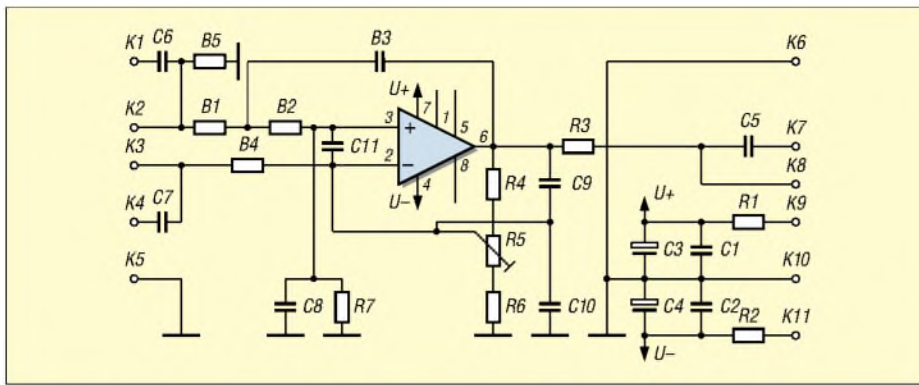 K1 C6 B5 B3 K6
U+ 7 1
K2 B1 B2 3 + 5 6 R3 C5 K7
K3 B4 C11 2 − 8 K8
4 R4 C9
U− U+ R1 K9
K4 C7
R5 C3 C1
K5 K10
C8 R7 R6 C10 C4 C2 R2 K11
U−